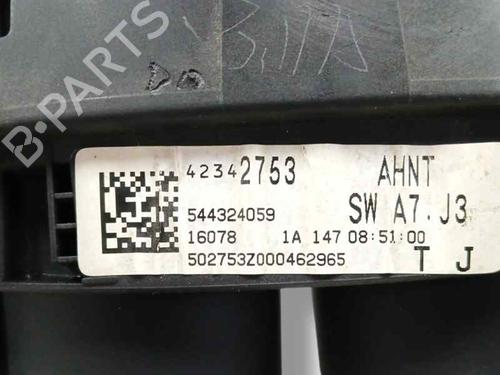 B-PARTS
42342753 AHNT
544324059 SW A7.J3
16078 1A 147 08:51:00
502753Z000462965 T J